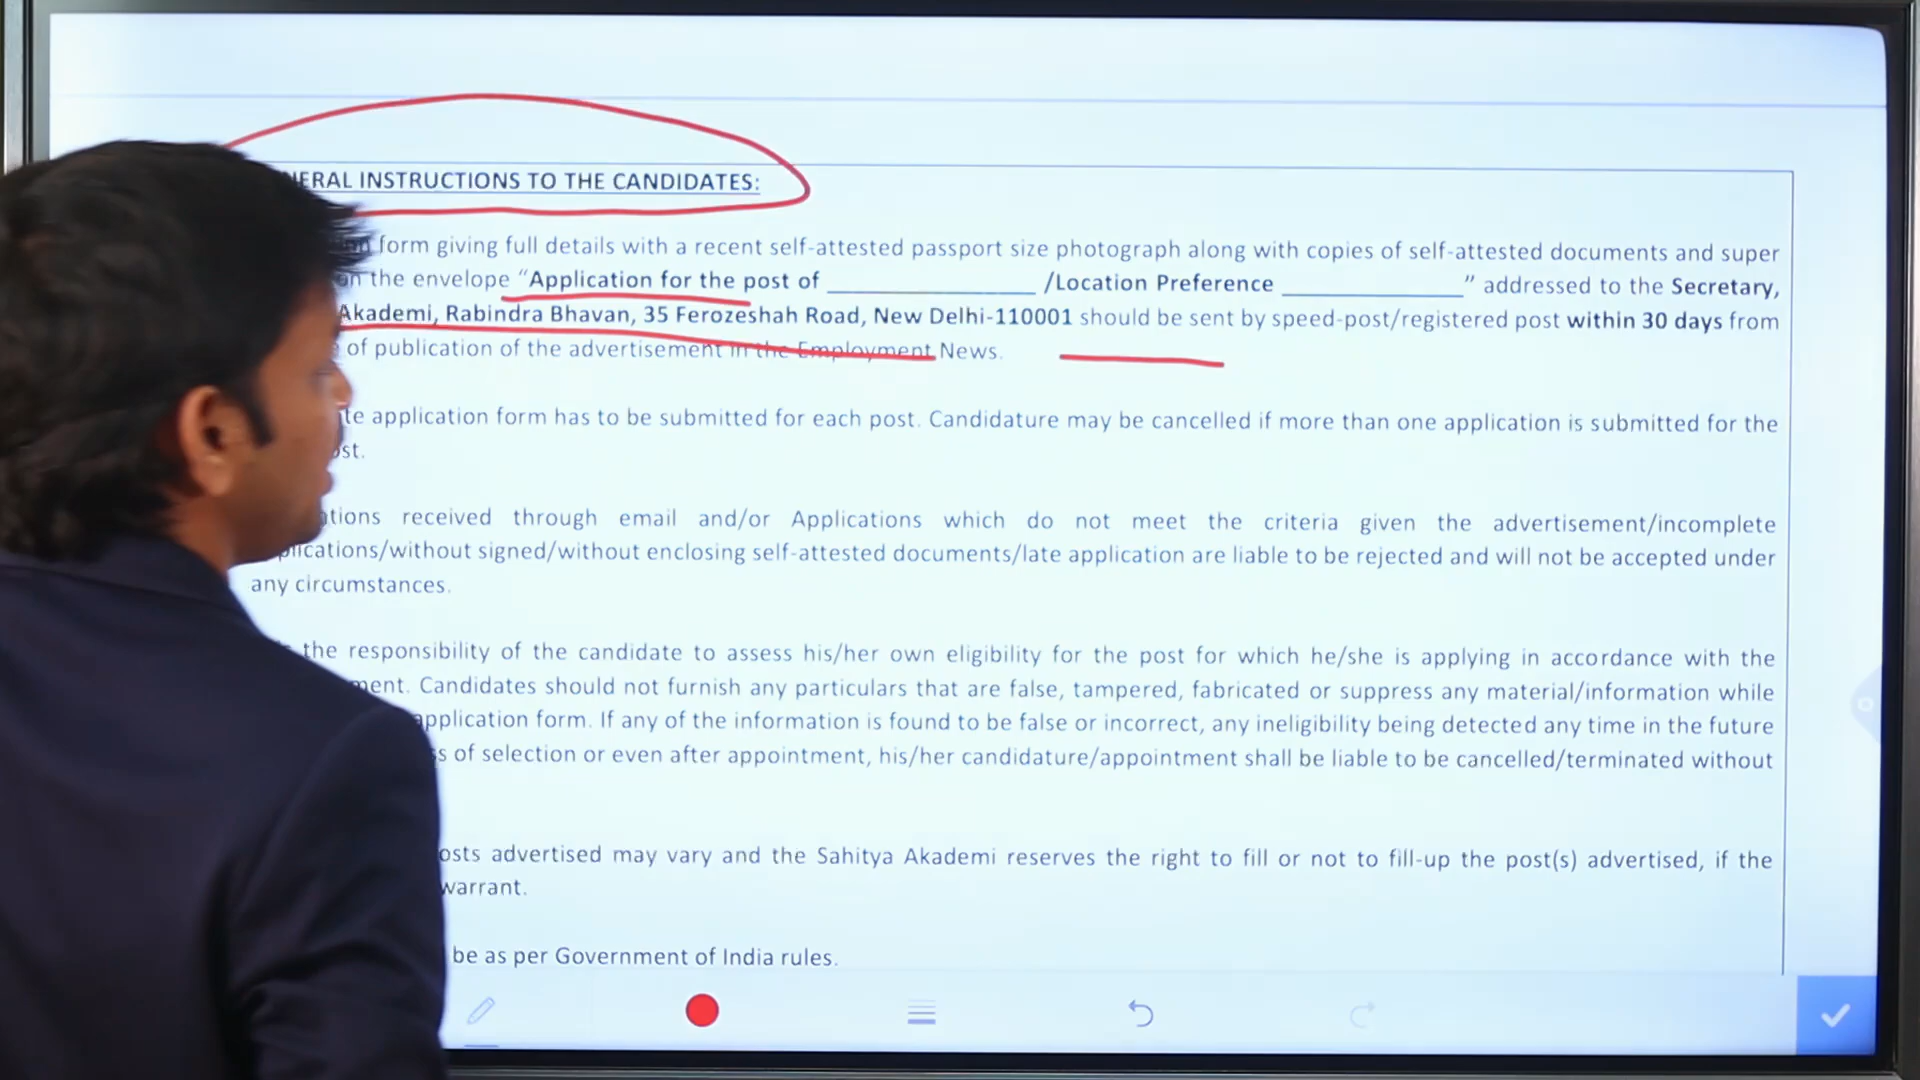 INSTRUCTIONS TO THE CANDIDATES:
form giving full details with a recent self-attested passport size photograph along with copies of self-attested documents and super
on the envelope “Application for the post of ____________________ /Location Preference _________________” addressed to the Secretary,
Akademi, Rabindra Bhavan, 35 Ferozeshah Road, New Delhi-110001 should be sent by speed-post/registered post within 30 days from
of publication of the advertisement in the Employment News.
application form has to be submitted for each post. Candidature may be cancelled if more than one application is submitted for the
received through email and/or Applications which do not meet the criteria given the advertisement/incomplete
without signed/without enclosing self-attested documents/late application are liable to be rejected and will not be accepted under
any circumstances.
the responsibility of the candidate to assess his/her own eligibility for the post for which he/she is applying in accordance with the
Candidates should not furnish any particulars that are false, tampered, fabricated or suppress any material/information while
application form. If any of the information is found to be false or incorrect, any ineligibility being detected any time in the future
of selection or even after appointment, his/her candidature/appointment shall be liable to be cancelled/terminated without
advertised may vary and the Sahitya Akademi reserves the right to fill or not to fill-up the post(s) advertised, if the
warrant.
be as per Government of India rules.